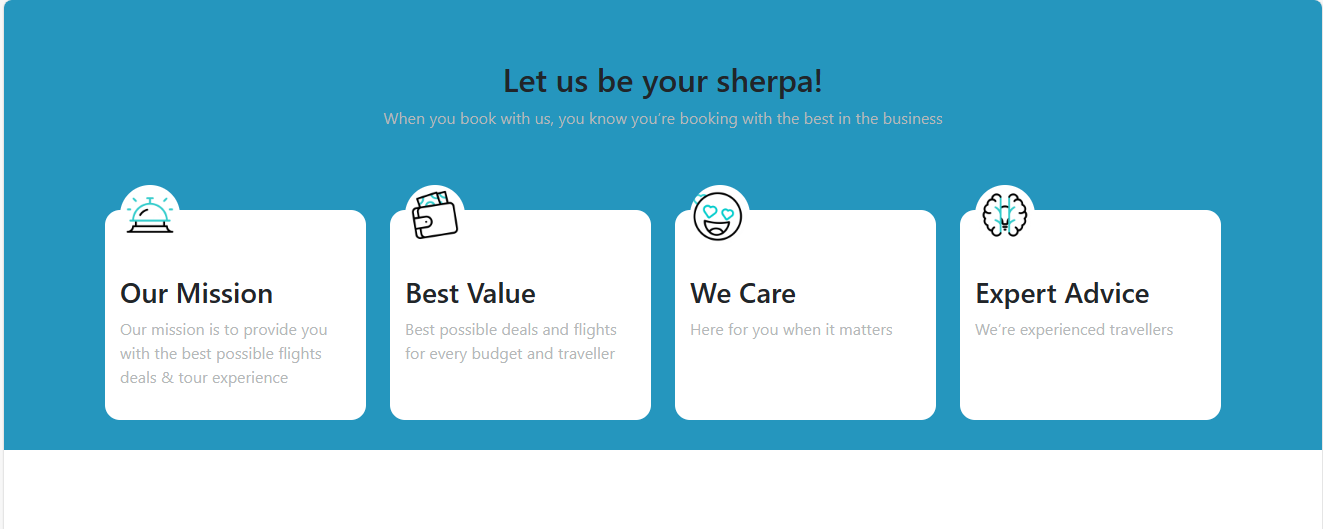 Let us be your sherpa!
When you book with us, you know you’re booking with the best in the business
Our Mission
Our mission is to provide you
with the best possible flights
deals & tour experience
Best Value
Best possible deals and flights
for every budget and traveller
We Care
Here for you when it matters
Expert Advice
We’re experienced travellers